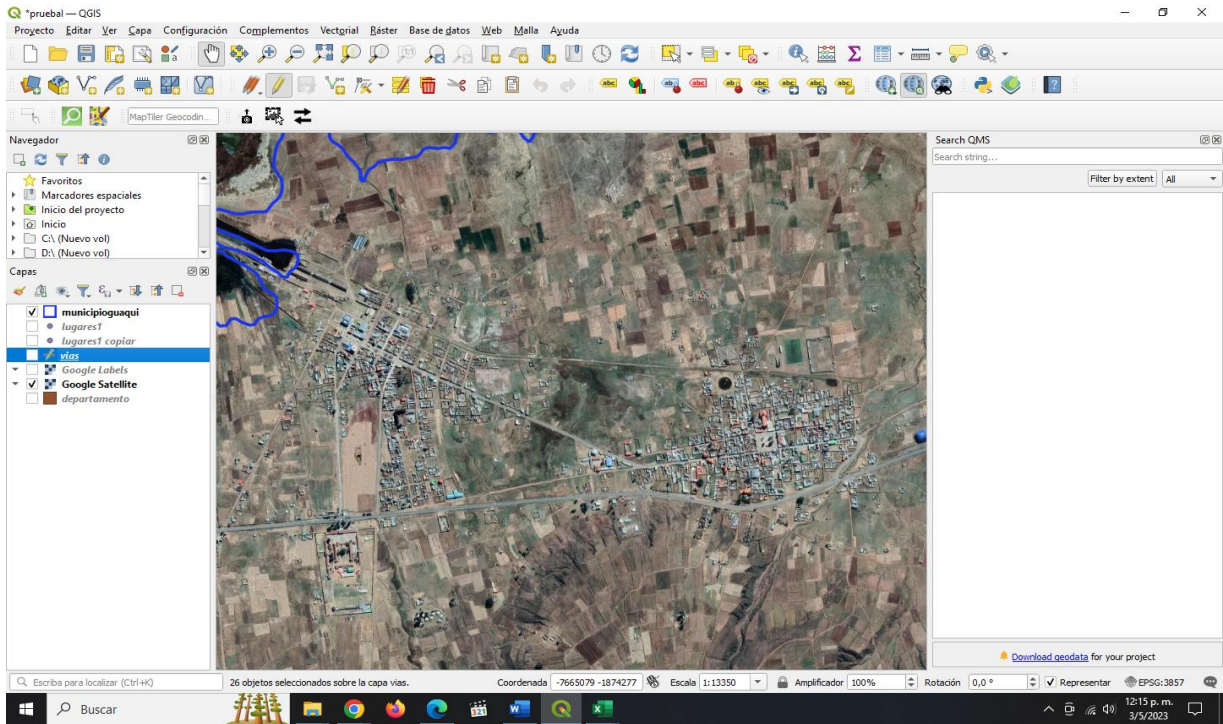 *pruebal — QGIS
Proyecto Editar Ver Capa Configuración Complementos Vectorial Ráster Base de datos Web Malla Ayuda
MapTiler Geocodin...
Navegador
Favoritos
Marcadores espaciales
Inicio del proyecto
Inicio
C:\ (Nuevo vol)
D:\ (Nuevo vol)
Capas
municipioguaqui
lugares1
lugares1 copiar
vias
Google Labels
Google Satellite
departamento
Search QMS
Search string...
Filter by extent All
Download geodata for your project
Escriba para localizar (Ctrl+K) 26 objetos seleccionados sobre la capa vias. Coordenada -7665079 -1874277 Escala 1:13350 Amplificador 100% Rotación 0,0 ° Representar EPSG:3857
Buscar
12:15 p. m.
3/5/2023